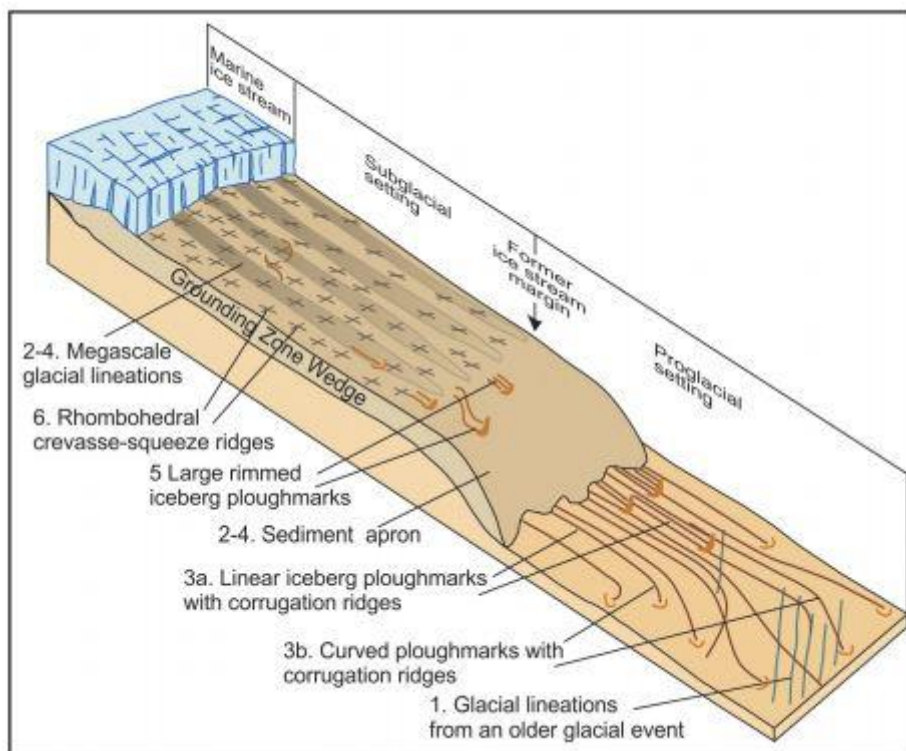 Marine
ice stream
Subglacial
setting
Former
ice stream
margin
Proglacial
setting
Grounding Zone Wedge
2-4. Megascale
glacial lineations
6. Rhombohedral
crevasse-squeeze ridges
5 Large rimmed
iceberg ploughmarks
2-4. Sediment apron
3a. Linear iceberg ploughmarks
with corrugation ridges
3b. Curved ploughmarks with
corrugation ridges
1. Glacial lineations
from an older glacial event